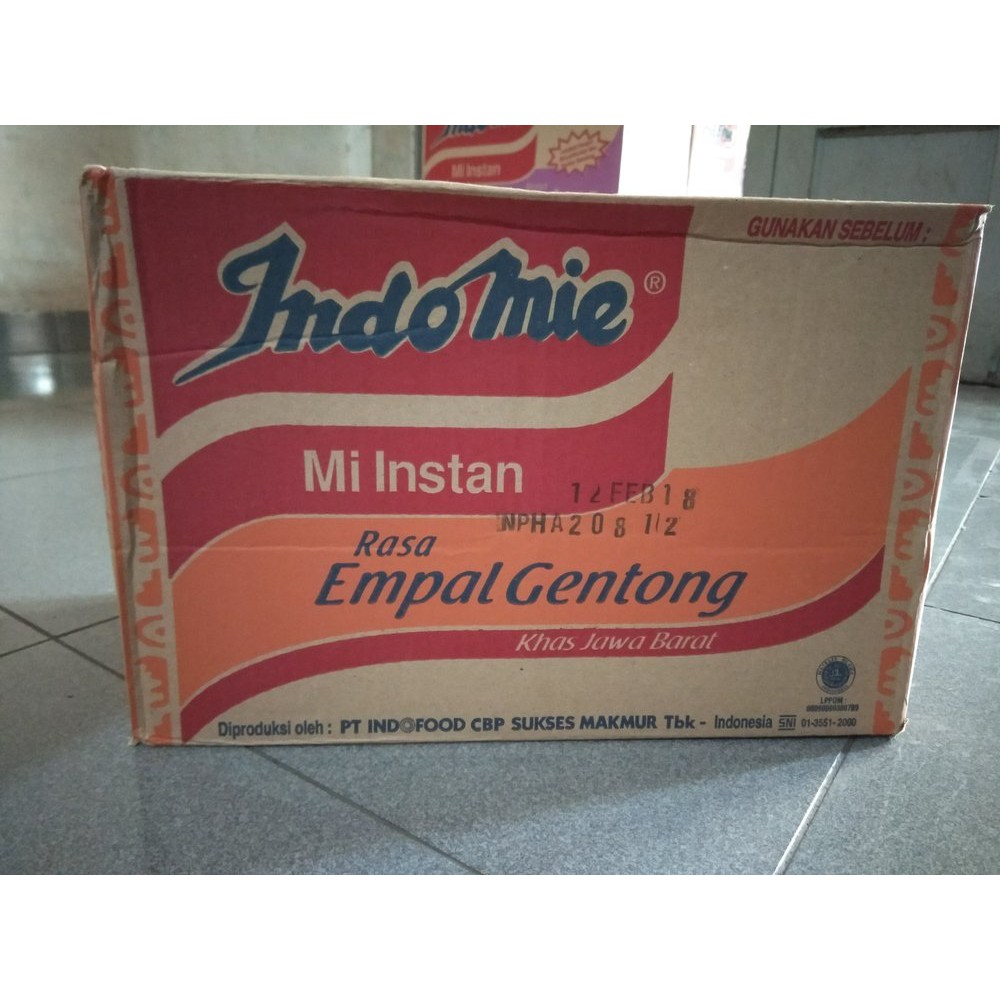 IndoMie
Mi Instan
GUNAKAN SEBELUM :
IndoMie ®
Mi Instan
12 FEB 18
NPHA208 1/2
Rasa
Empal Gentong
Khas Jawa Barat
LPPOM :
Diproduksi oleh : PT INDOFOOD CBP SUKSES MAKMUR Tbk - Indonesia SNI 01-3551-2000